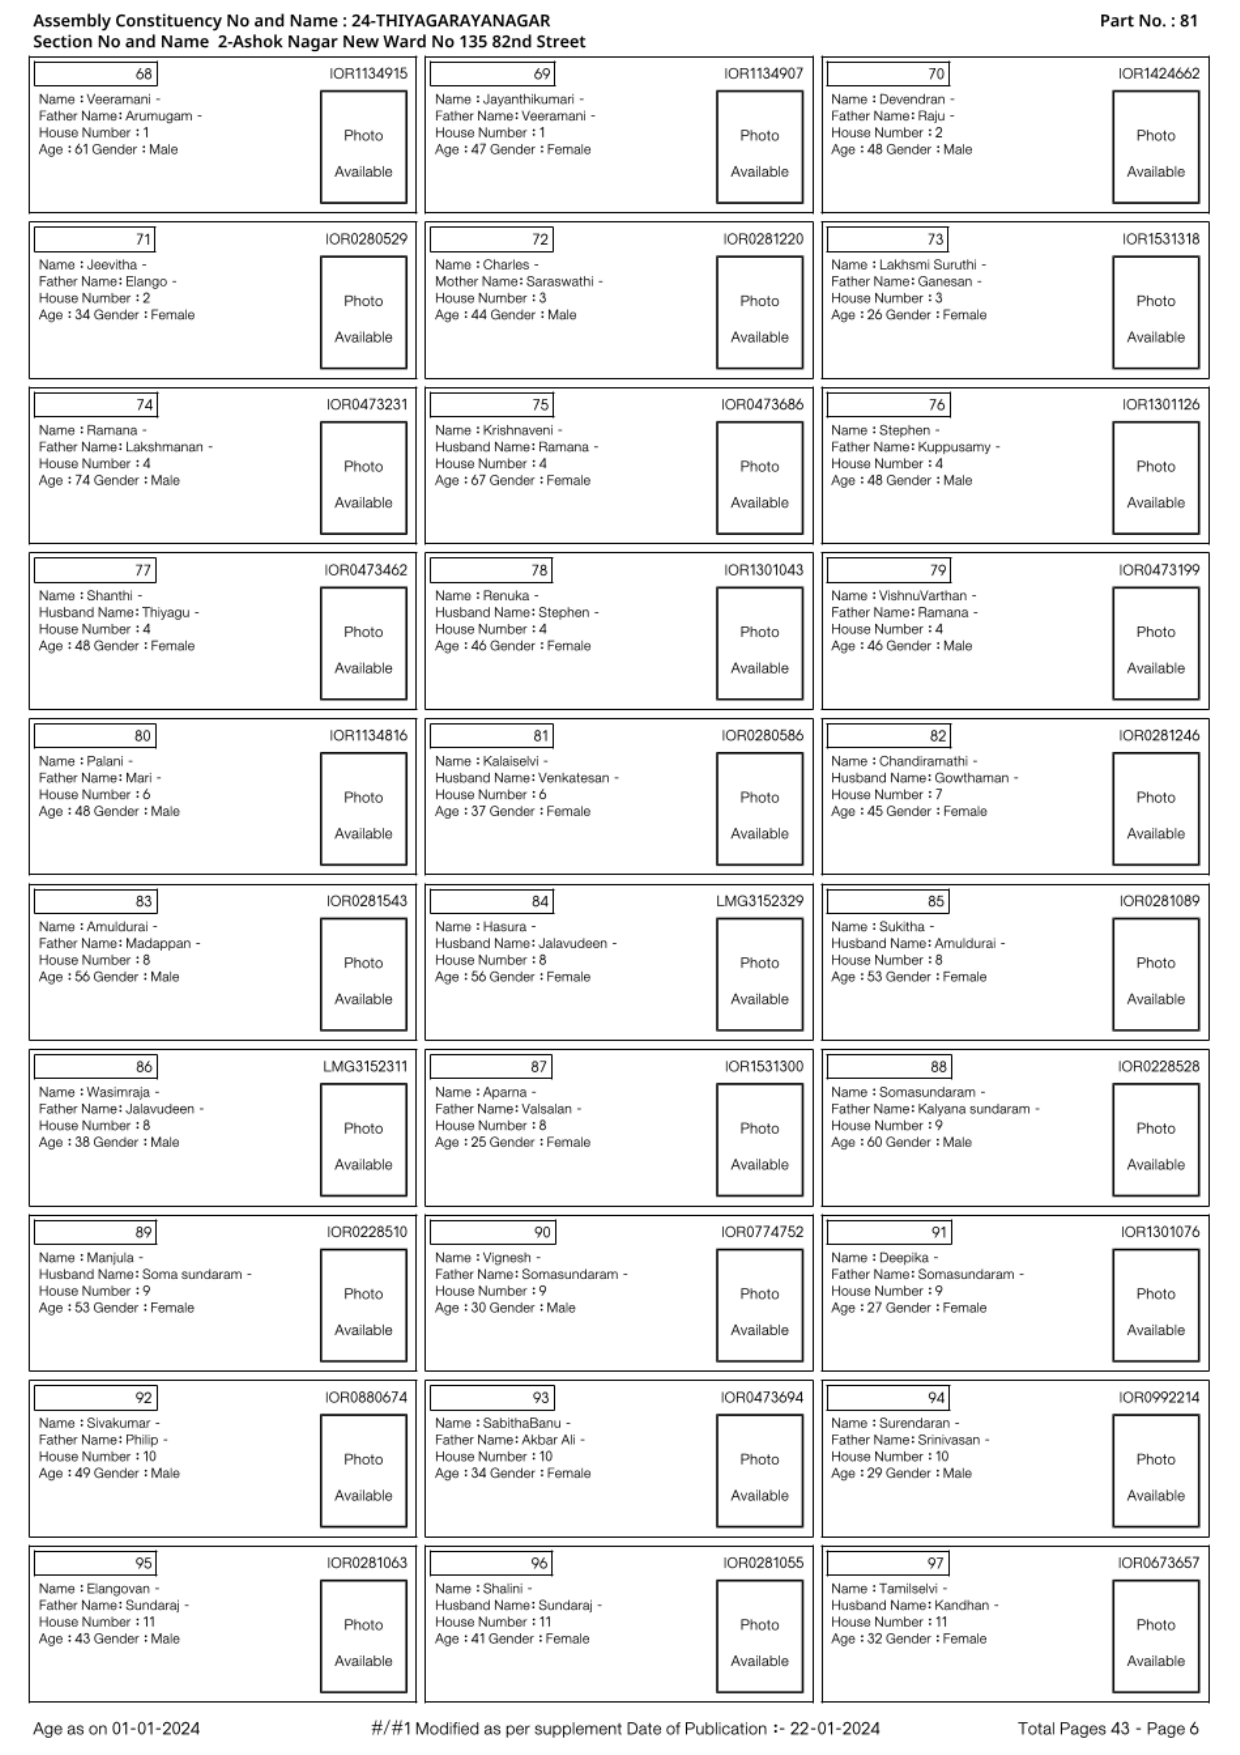 Assembly Constituency No and Name : 24-THIYAGARAYANAGAR
Part No. : 81
Section No and Name 2-Ashok Nagar New Ward No 135 82nd Street
68 IOR1134915
Name : Veeramani -
Father Name: Arumugam -
House Number : 1
Age : 61 Gender : Male
Photo
Available
69 IOR1134907
Name : Jayanthikumari -
Father Name: Veeramani -
House Number : 1
Age : 47 Gender : Female
Photo
Available
70 IOR1424662
Name : Devendran -
Father Name: Raju -
House Number : 2
Age : 48 Gender : Male
Photo
Available
71 IOR0280529
Name : Jeevitha -
Father Name: Elango -
House Number : 2
Age : 34 Gender : Female
Photo
Available
72 IOR0281220
Name : Charles -
Mother Name: Saraswathi -
House Number : 3
Age : 44 Gender : Male
Photo
Available
73 IOR1531318
Name : Lakhsmi Suruthi -
Father Name: Ganesan -
House Number : 3
Age : 26 Gender : Female
Photo
Available
74 IOR0473231
Name : Ramana -
Father Name: Lakshmanan -
House Number : 4
Age : 74 Gender : Male
Photo
Available
75 IOR0473686
Name : Krishnaveni -
Husband Name: Ramana -
House Number : 4
Age : 67 Gender : Female
Photo
Available
76 IOR1301126
Name : Stephen -
Father Name: Kuppusamy -
House Number : 4
Age : 48 Gender : Male
Photo
Available
77 IOR0473462
Name : Shanthi -
Husband Name: Thiyagu -
House Number : 4
Age : 48 Gender : Female
Photo
Available
78 IOR1301043
Name : Renuka -
Husband Name: Stephen -
House Number : 4
Age : 46 Gender : Female
Photo
Available
79 IOR0473199
Name : VishnuVarthan -
Father Name: Ramana -
House Number : 4
Age : 46 Gender : Male
Photo
Available
80 IOR1134816
Name : Palani -
Father Name: Mari -
House Number : 6
Age : 48 Gender : Male
Photo
Available
81 IOR0280586
Name : Kalaiselvi -
Husband Name: Venkatesan -
House Number : 6
Age : 37 Gender : Female
Photo
Available
82 IOR0281246
Name : Chandiramathi -
Husband Name: Gowthaman -
House Number : 7
Age : 45 Gender : Female
Photo
Available
83 IOR0281543
Name : Amuldurai -
Father Name: Madappan -
House Number : 8
Age : 56 Gender : Male
Photo
Available
84 LMG3152329
Name : Hasura -
Husband Name: Jalavudeen -
House Number : 8
Age : 56 Gender : Female
Photo
Available
85 IOR0281089
Name : Sukitha -
Husband Name: Amuldurai -
House Number : 8
Age : 53 Gender : Female
Photo
Available
86 LMG3152311
Name : Wasimraja -
Father Name: Jalavudeen -
House Number : 8
Age : 38 Gender : Male
Photo
Available
87 IOR1531300
Name : Aparna -
Father Name: Valsalan -
House Number : 8
Age : 25 Gender : Female
Photo
Available
88 IOR0228528
Name : Somasundaram -
Father Name: Kalyana sundaram -
House Number : 9
Age : 60 Gender : Male
Photo
Available
89 IOR0228510
Name : Manjula -
Husband Name: Soma sundaram -
House Number : 9
Age : 53 Gender : Female
Photo
Available
90 IOR0774752
Name : Vignesh -
Father Name: Somasundaram -
House Number : 9
Age : 30 Gender : Male
Photo
Available
91 IOR1301076
Name : Deepika -
Father Name: Somasundaram -
House Number : 9
Age : 27 Gender : Female
Photo
Available
92 IOR0880674
Name : Sivakumar -
Father Name: Philip -
House Number : 10
Age : 49 Gender : Male
Photo
Available
93 IOR0473694
Name : SabithaBanu -
Father Name: Akbar Ali -
House Number : 10
Age : 34 Gender : Female
Photo
Available
94 IOR0992214
Name : Surendaran -
Father Name: Srinivasan -
House Number : 10
Age : 29 Gender : Male
Photo
Available
95 IOR0281063
Name : Elangovan -
Father Name: Sundaraj -
House Number : 11
Age : 43 Gender : Male
Photo
Available
96 IOR0281055
Name : Shalini -
Husband Name: Sundaraj -
House Number : 11
Age : 41 Gender : Female
Photo
Available
97 IOR0673657
Name : Tamilselvi -
Husband Name: Kandhan -
House Number : 11
Age : 32 Gender : Female
Photo
Available
Age as on 01-01-2024
#/#1 Modified as per supplement Date of Publication :- 22-01-2024
Total Pages 43 - Page 6